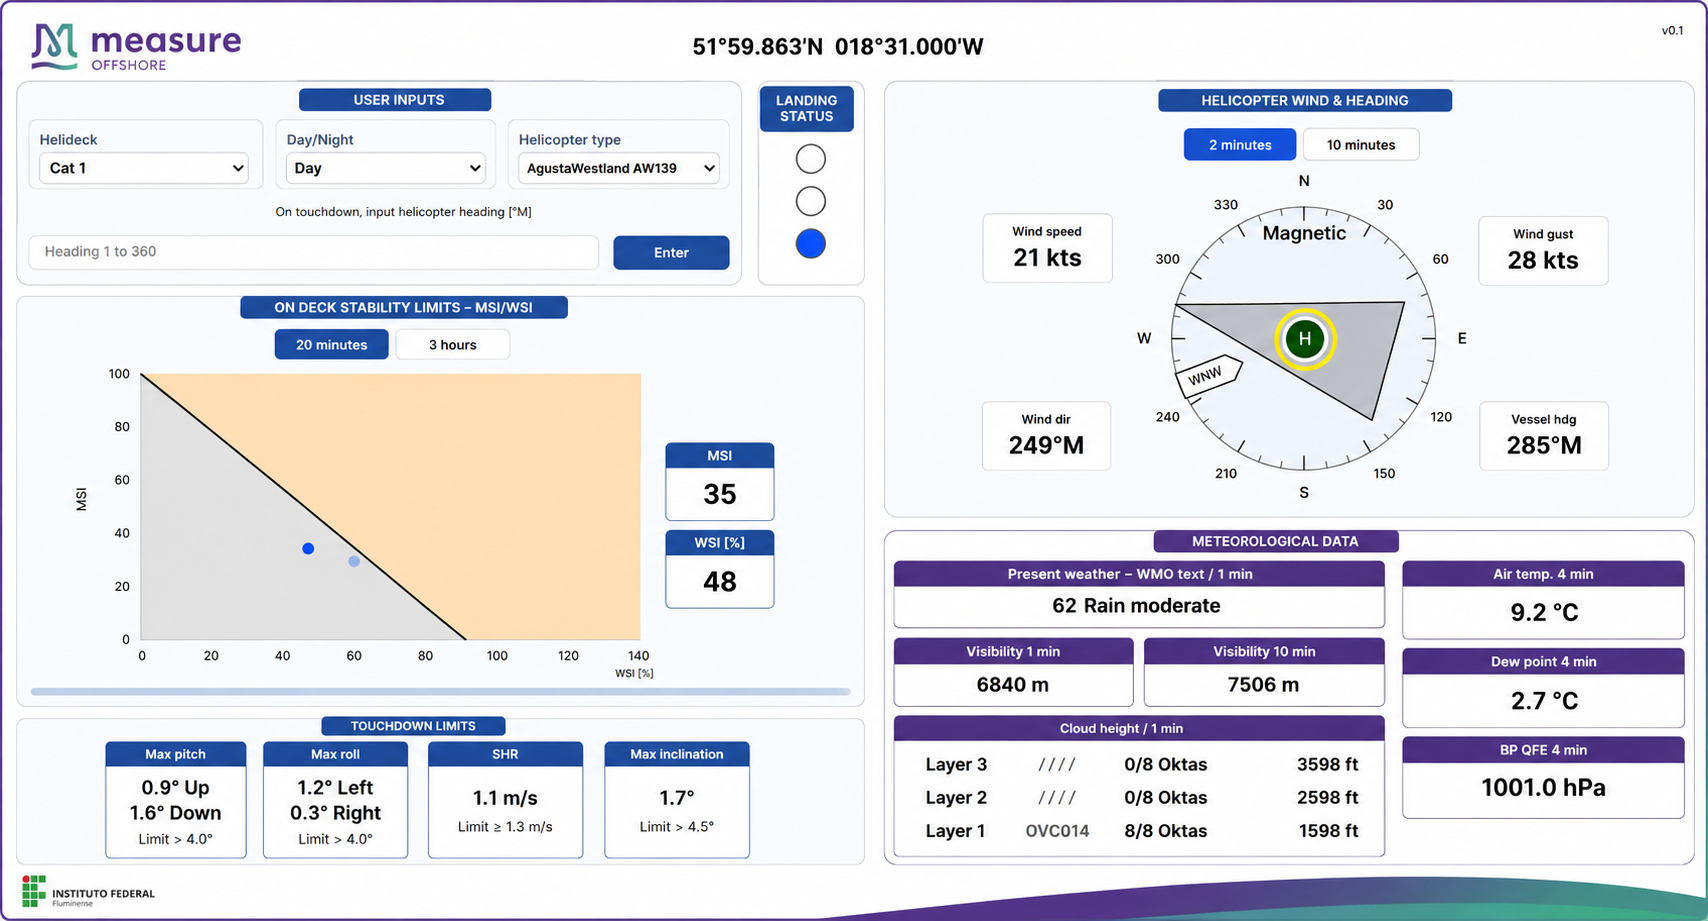 measure
OFFSHORE
51°59.863'N 018°31.000'W
v0.1
USER INPUTS
Helideck
Day/Night
Helicopter type
Cat 1
Day
AgustaWestland AW139
On touchdown, input helicopter heading [°M]
Heading 1 to 360
Enter
LANDING
STATUS
ON DECK STABILITY LIMITS – MSI/WSI
20 minutes
3 hours
100
80
60
40
20
0
MSI
0 20 40 60 80 100 120 140
WSI [%]
MSI
35
WSI [%]
48
TOUCHDOWN LIMITS
Max pitch
0.9° Up
1.6° Down
Limit > 4.0°
Max roll
1.2° Left
0.3° Right
Limit > 4.0°
SHR
1.1 m/s
Limit ≥ 1.3 m/s
Max inclination
1.7°
Limit > 4.5°
HELICOPTER WIND & HEADING
2 minutes
10 minutes
N
330
30
Magnetic
300
60
W
H
E
WNW
240
120
210
150
S
Wind speed
21 kts
Wind gust
28 kts
Wind dir
249°M
Vessel hdg
285°M
METEOROLOGICAL DATA
Present weather – WMO text / 1 min
62 Rain moderate
Visibility 1 min
6840 m
Visibility 10 min
7506 m
Cloud height / 1 min
Layer 3 //// 0/8 Oktas 3598 ft
Layer 2 //// 0/8 Oktas 2598 ft
Layer 1 OVC014 8/8 Oktas 1598 ft
Air temp. 4 min
9.2 °C
Dew point 4 min
2.7 °C
BP QFE 4 min
1001.0 hPa
INSTITUTO FEDERAL
Fluminense